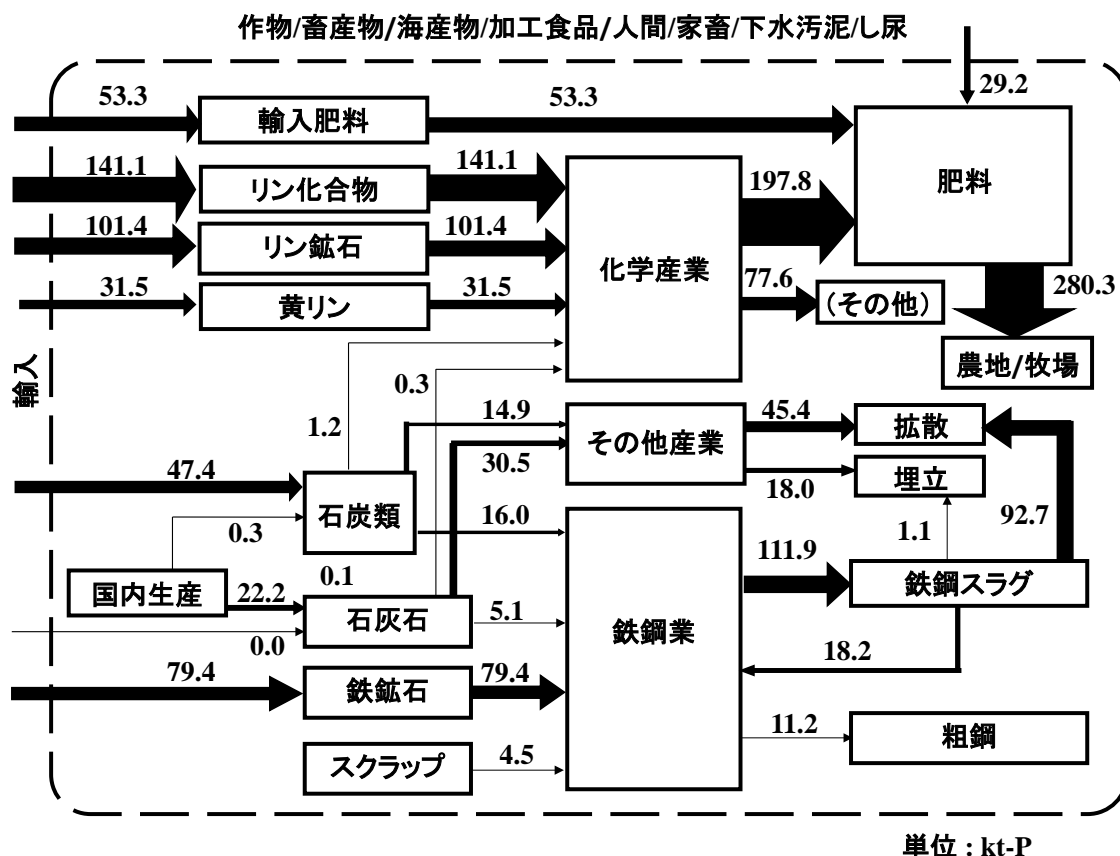 作物/畜産物/海産物/加工食品/人間/家畜/下水汚泥/し尿
29.2
53.3
輸入肥料
53.3
肥料
141.1
リン化合物
141.1
197.8
101.4
リン鉱石
101.4
化学産業
31.5
黄リン
31.5
77.6
(その他)
280.3
農地/牧場
輸入
1.2
0.3
14.9
30.5
その他産業
45.4
拡散
18.0
埋立
47.4
石炭類
0.3
16.0
1.1
92.7
111.9
鉄鋼スラグ
国内生産
22.2
0.1
石灰石
5.1
0.0
鉄鋼業
18.2
79.4
鉄鉱石
79.4
11.2
粗鋼
スクラップ
4.5
単位 : kt-P